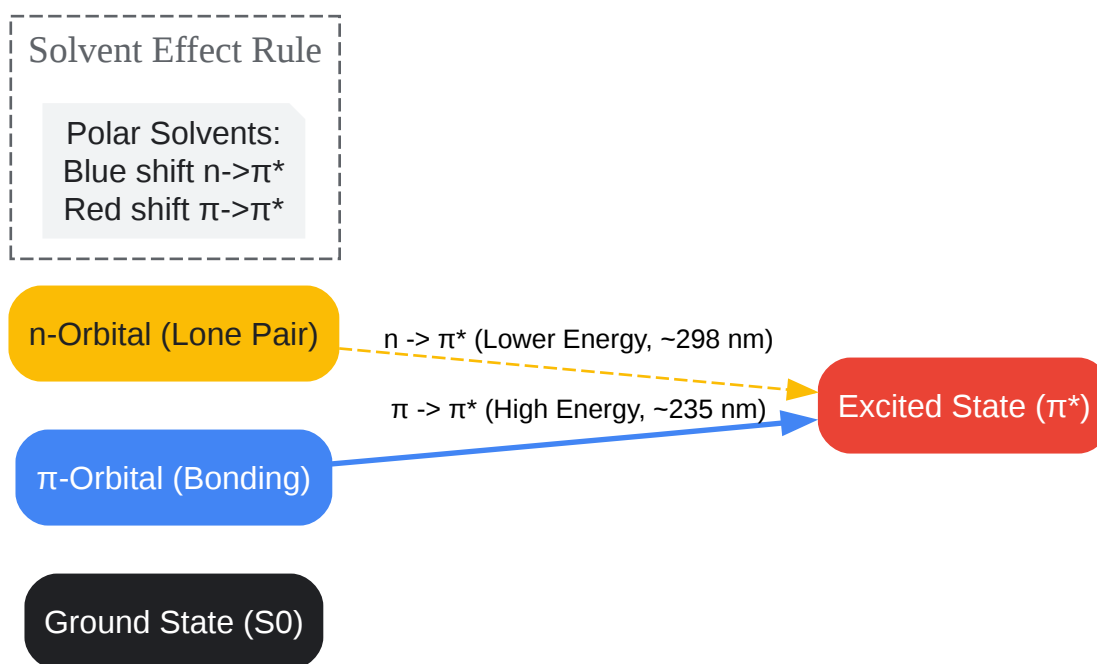 Solvent Effect Rule
Polar Solvents:
Blue shift n->π*
Red shift π->π*
n-Orbital (Lone Pair)
n -> π* (Lower Energy, ~298 nm)
π -> π* (High Energy, ~235 nm)
Excited State (π*)
π-Orbital (Bonding)
Ground State (S0)